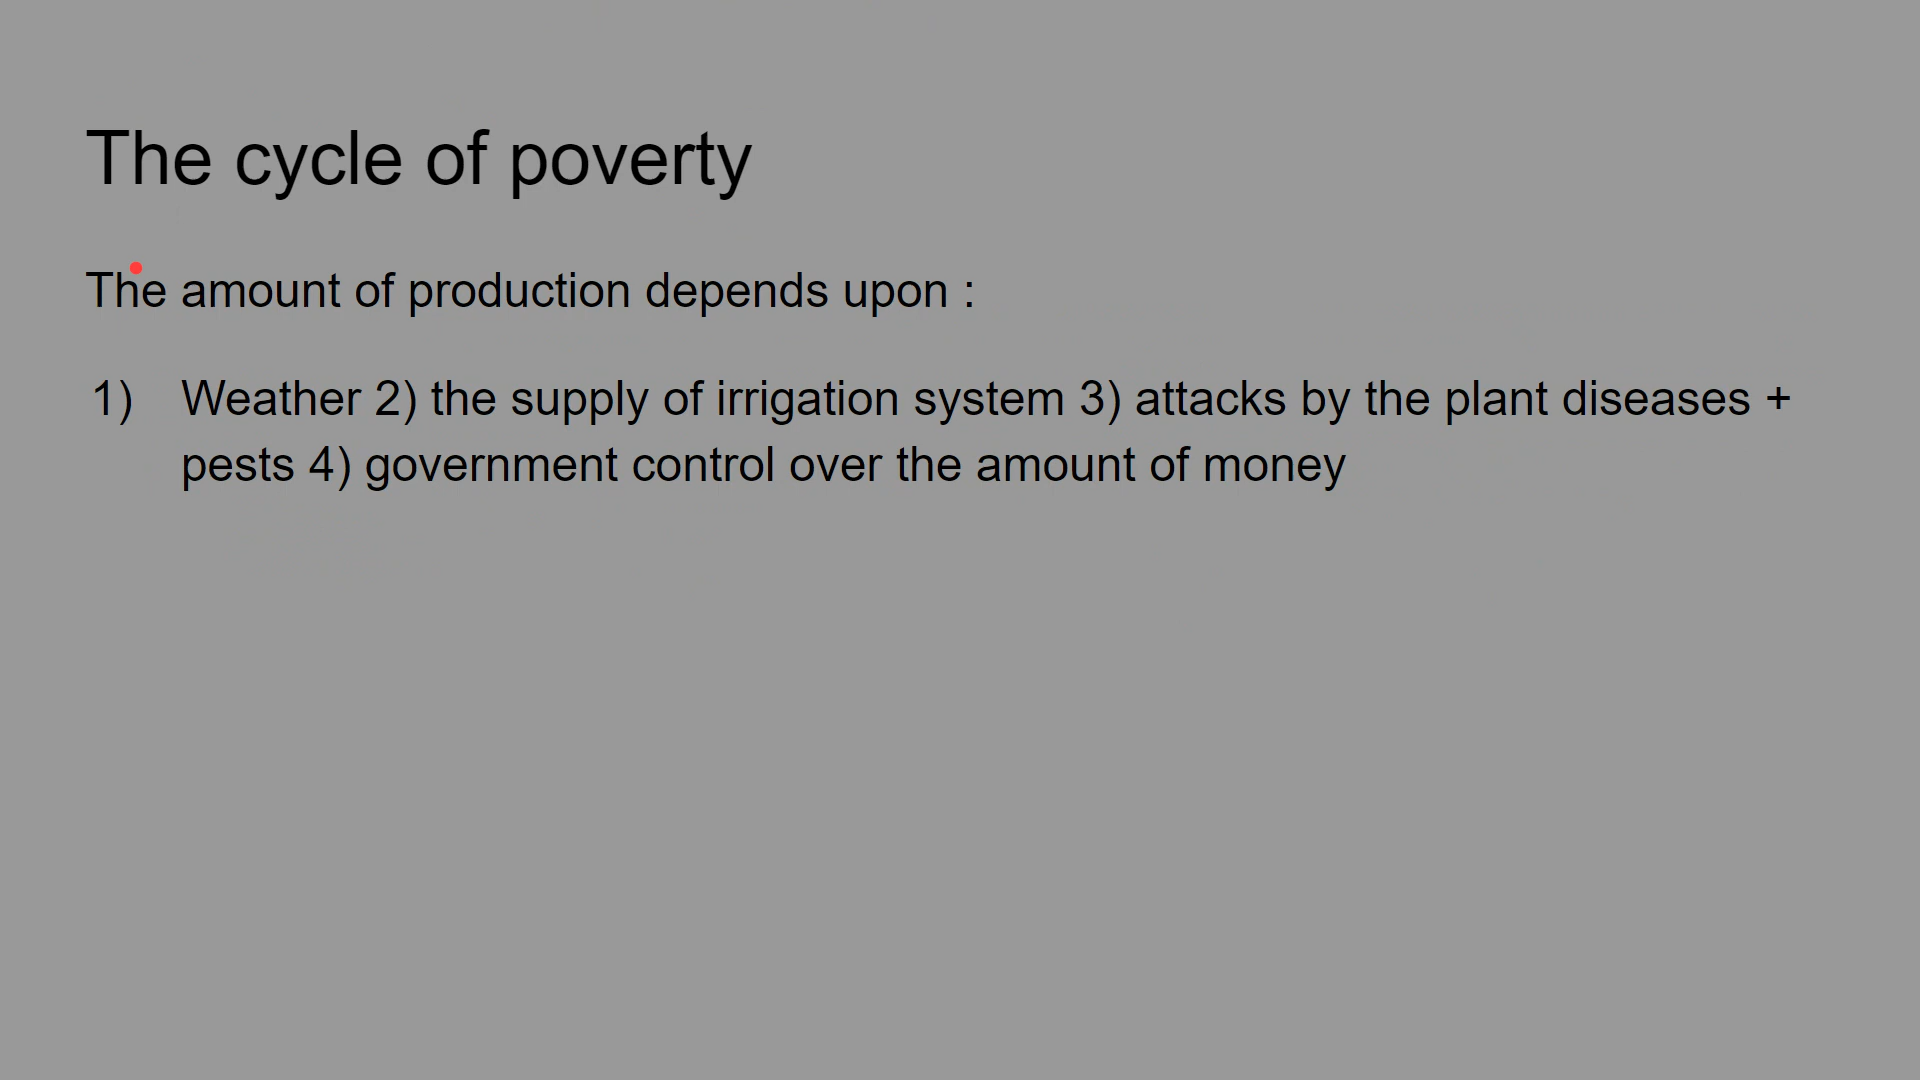 The cycle of poverty
The amount of production depends upon :
1) Weather 2) the supply of irrigation system 3) attacks by the plant diseases +
pests 4) government control over the amount of money